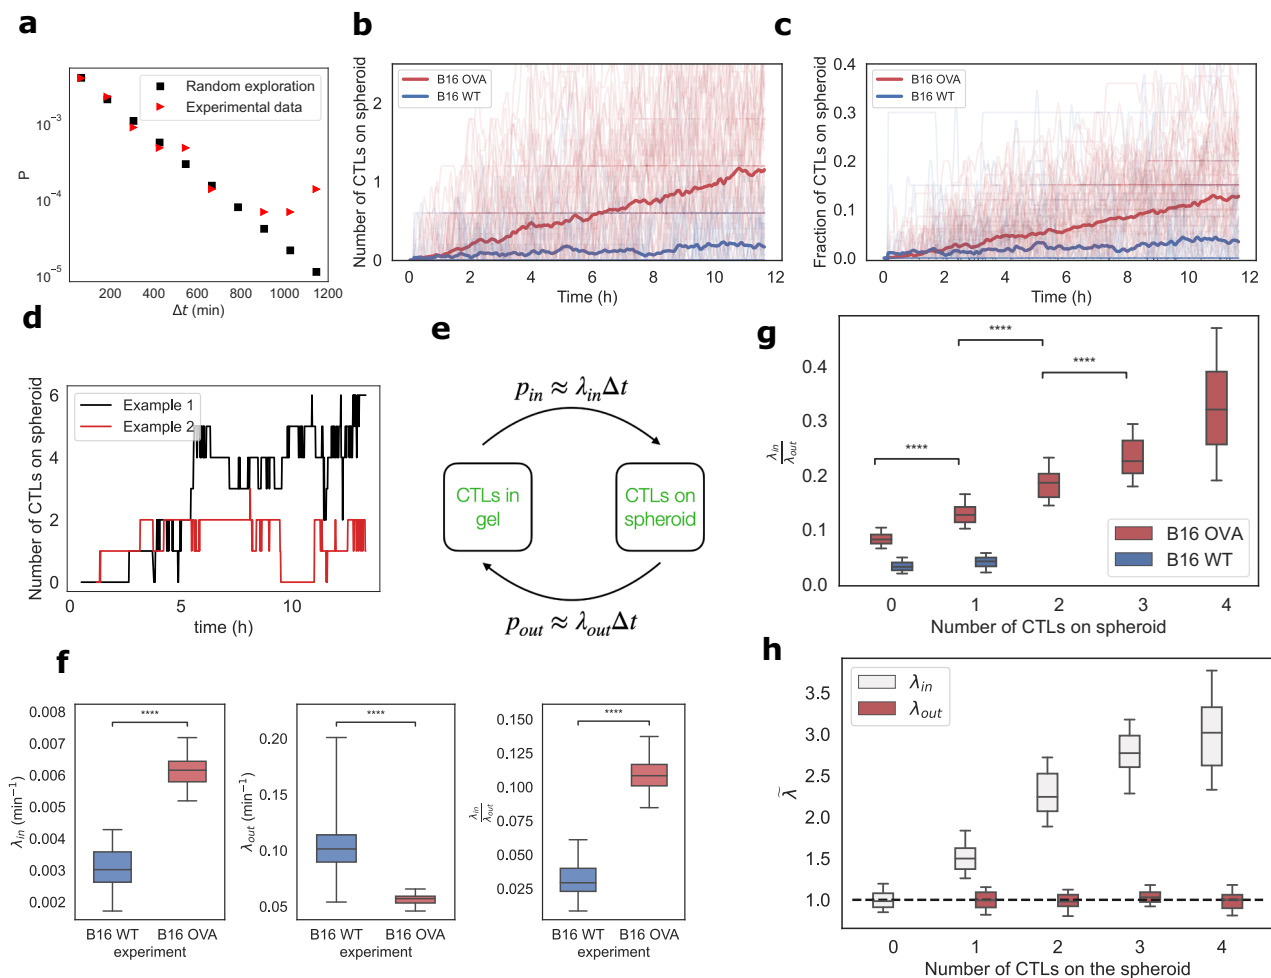 a
Random exploration
Experimental data
P
10⁻³
10⁻⁴
10⁻⁵
200 400 600 800 1000 1200
Δt (min)
b
B16 OVA
B16 WT
Number of CTLs on spheroid
2
1
0
0 2 4 6 8 10 12
Time (h)
c
B16 OVA
B16 WT
Fraction of CTLs on spheroid
0.4
0.3
0.2
0.1
0.0
0 2 4 6 8 10 12
Time (h)
d
Example 1
Example 2
Number of CTLs on spheroid
6
4
2
0
0 5 10
time (h)
e
p_in ≈ λ_inΔt
CTLs in
gel
CTLs on
spheroid
p_out ≈ λ_outΔt
f
λ_in (min⁻¹)
0.008
0.007
0.006
0.005
0.004
0.003
0.002
****
B16 WT B16 OVA
experiment
λ_out (min⁻¹)
0.20
0.15
0.10
0.05
****
B16 WT B16 OVA
experiment
λ_in/λ_out
0.150
0.125
0.100
0.075
0.050
0.025
****
B16 WT B16 OVA
experiment
g
λ_in/λ_out
0.4
0.3
0.2
0.1
0.0
****
****
****
B16 OVA
B16 WT
0 1 2 3 4
Number of CTLs on spheroid
h
λ_in
λ_out
λ̃
3.5
3.0
2.5
2.0
1.5
1.0
0 1 2 3 4
Number of CTLs on the spheroid